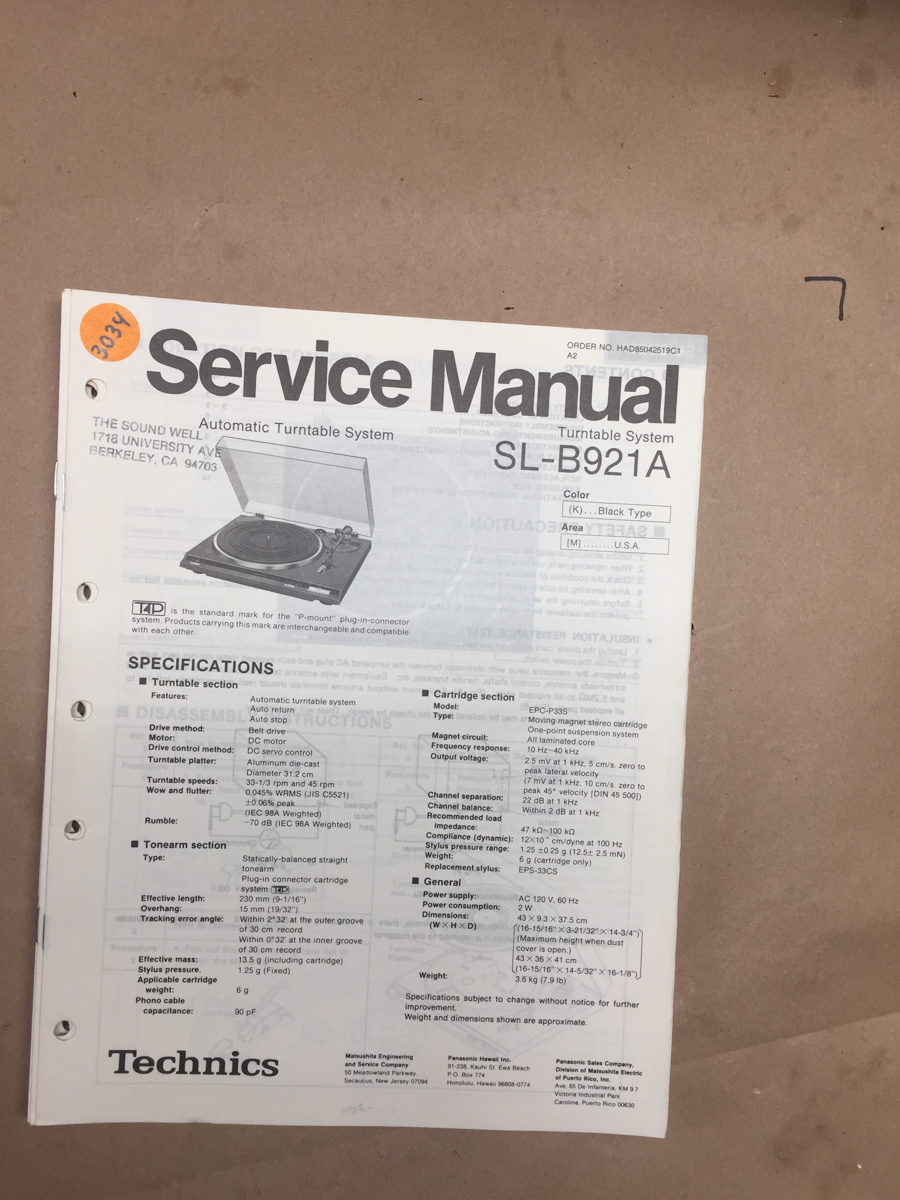 3034
ORDER NO. HAD85042519C1
A2
Service Manual
Automatic Turntable System
Turntable System
SL-B921A
THE SOUND WELL
1718 UNIVERSITY AVE
BERKELEY, CA 94703
Color
(K)...Black Type
Area
[M]........U.S.A.
T4P is the standard mark for the "P-mount" plug-in-connector
system. Products carrying this mark are interchangeable and compatible
with each other.
SPECIFICATIONS
■ Turntable section
Features: Automatic turntable system
Auto return
Auto stop
Drive method: Belt drive
Motor: DC motor
Drive control method: DC servo control
Turntable platter: Aluminum die-cast
Diameter 31.2 cm
Turntable speeds: 33-1/3 rpm and 45 rpm
Wow and flutter: 0.045% WRMS (JIS C5521)
±0.06% peak
(IEC 98A Weighted)
Rumble: −70 dB (IEC 98A Weighted)
■ Tonearm section
Type: Statically-balanced straight
tonearm
Plug-in connector cartridge
system T4P
Effective length: 230 mm (9-1/16")
Overhang: 15 mm (19/32")
Tracking error angle: Within 2°32' at the outer groove
of 30 cm record
Within 0°32' at the inner groove
of 30 cm record
Effective mass: 13.5 g (including cartridge)
Stylus pressure. 1.25 g (Fixed)
Applicable cartridge
weight: 6 g
Phono cable
capacitance: 90 pF
■ Cartridge section
Model: EPC-P33S
Type: Moving magnet stereo cartridge
One-point suspension system
Magnetic circuit: All laminated core
Frequency response: 10 Hz~40 kHz
Output voltage: 2.5 mV at 1 kHz, 5 cm/s. zero to
peak lateral velocity
(7 mV at 1 kHz, 10 cm/s. zero to
peak 45° velocity [DIN 45 500])
Channel separation: 22 dB at 1 kHz
Channel balance: Within 2 dB at 1 kHz
Recommended load
impedance: 47 kΩ~100 kΩ
Compliance (dynamic): cm/dyne at 100 Hz
Stylus pressure range: 1.25 ±0.25 g (12.5± 2.5 mN)
Weight: 6 g (cartridge only)
Replacement stylus: EPS-33CS
■ General
Power supply: AC 120 V, 60 Hz
Power consumption: 2 W
Dimensions: 43 × 9.3 × 37.5 cm
(W × H × D) (16-15/16" × 3-21/32" × 14-3/4")
(Maximum height when dust
cover is open.)
43 × 36 × 41 cm
(16-15/16" × 14-5/32" × 16-1/8")
Weight: 3.6 kg (7.9 lb)
Specifications subject to change without notice for further
improvement.
Weight and dimensions shown are approximate.
Technics
Matsushita Engineering
and Service Company
50 Meadowland Parkway,
Secaucus, New Jersey 07094
Panasonic Hawaii Inc.
91-238, Kauhi St. Ewa Beach
P.O. Box 774
Honolulu, Hawaii 96808-0774
Panasonic Sales Company,
Division of Matsushita Electric
of Puerto Rico, Inc.
Ave. 65 De Infanteria, KM 9.7
Victoria Industrial Park
Carolina, Puerto Rico 00630